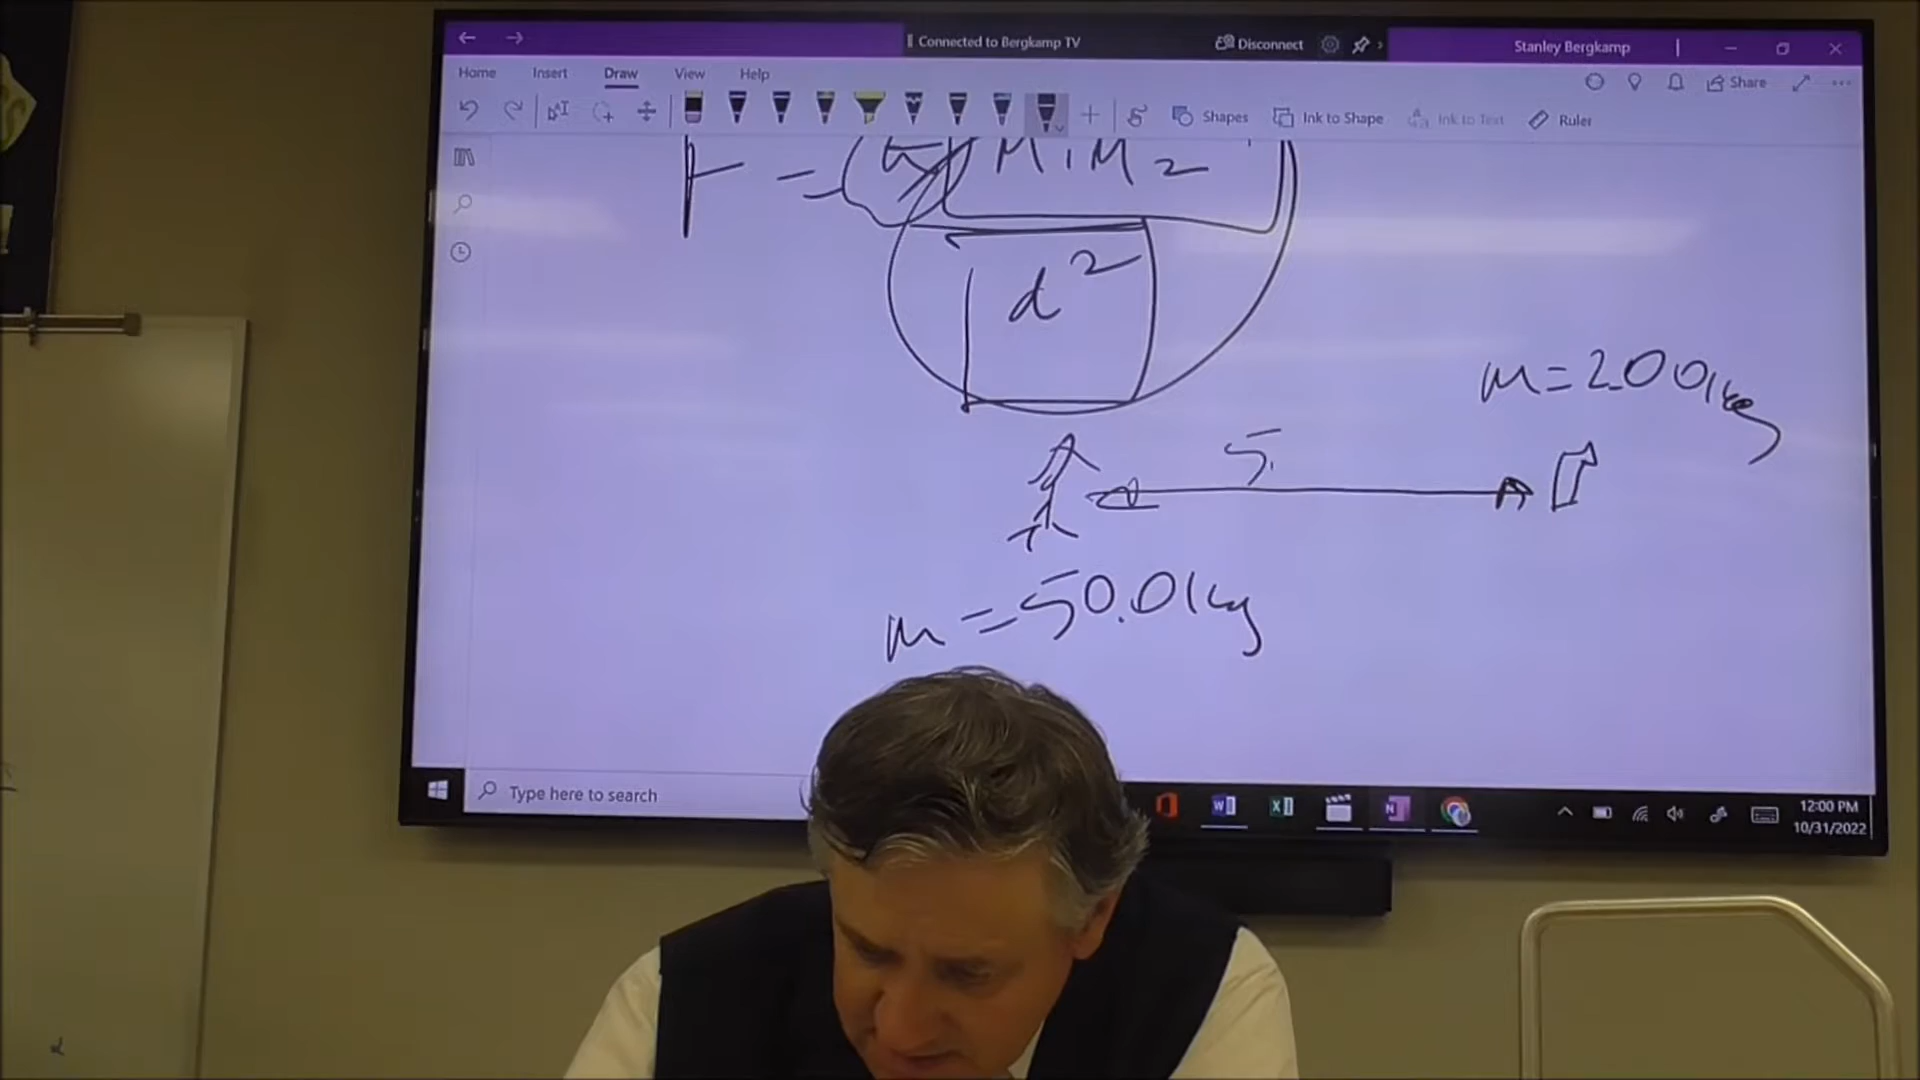 Connected to Bergkamp TV
Disconnect
Stanley Bergkamp
Home Insert Draw View Help
Share
Shapes Ink to Shape Ink to Text Ruler
F = G M1M2
d²
m=2.00kg
5.
m=50.0kg
Type here to search
12:00 PM
10/31/2022